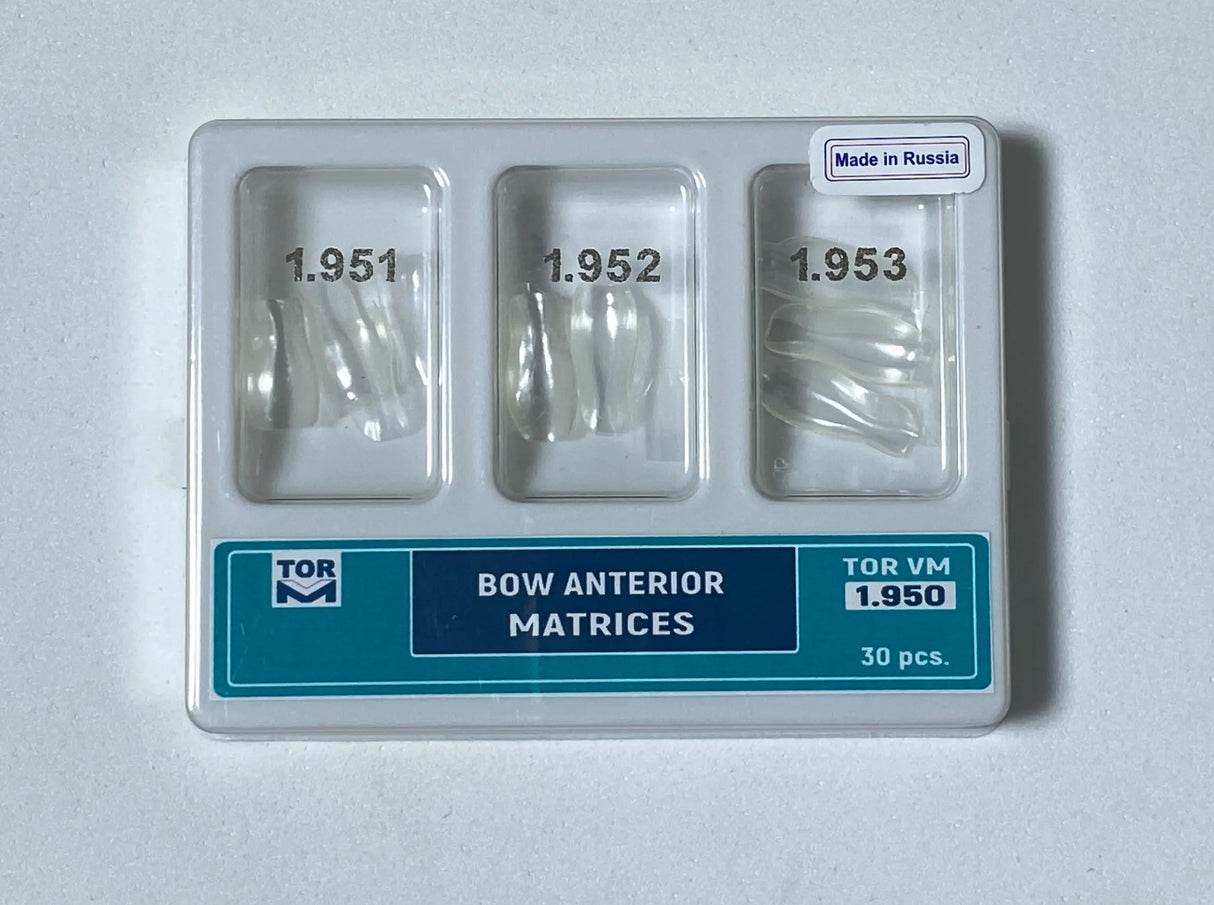 Made in Russia
1.951
1.952
1.953
TOR
VM
BOW ANTERIOR
MATRICES
TOR VM
1.950
30 pcs.